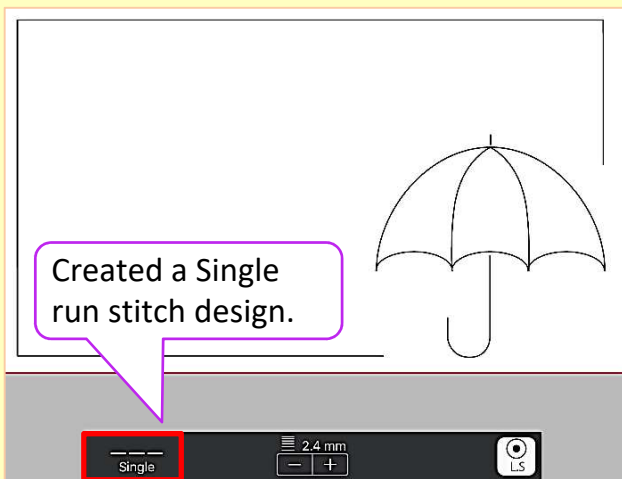 Created a Single
run stitch design.
Single
2.4 mm
− +
L.S